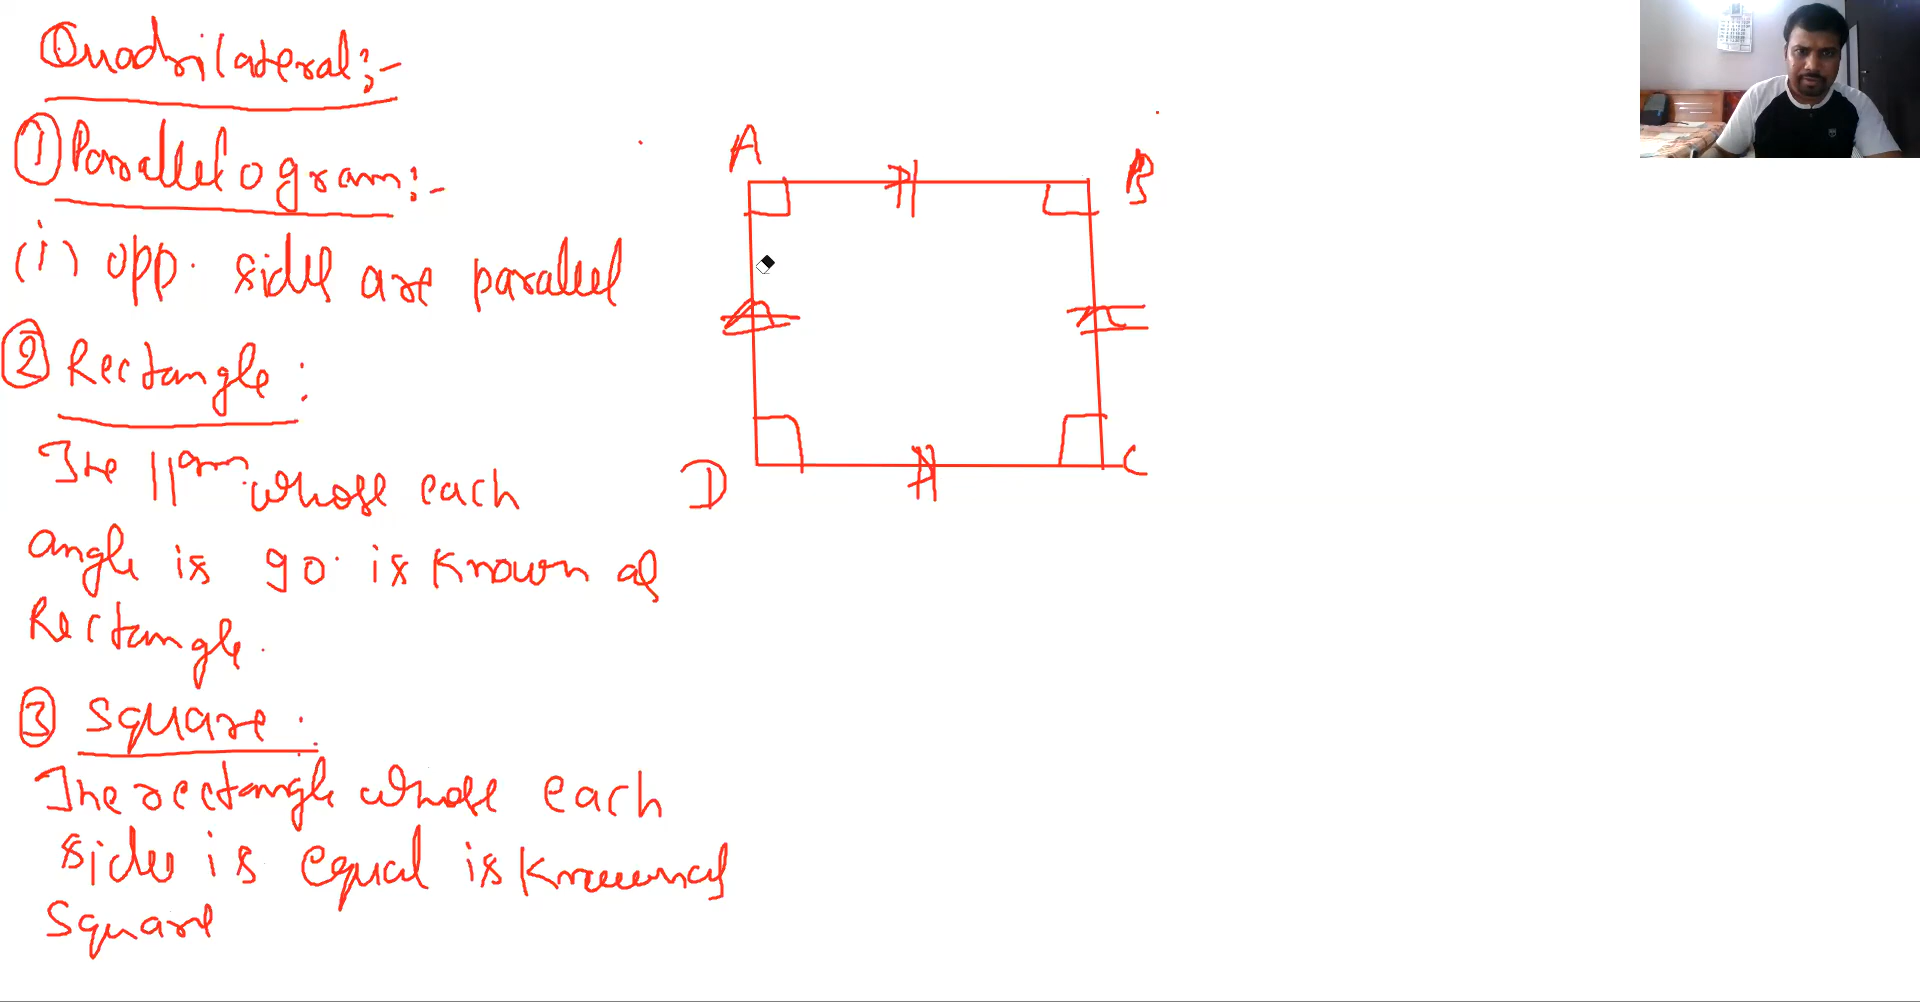 Quadrilateral:-
① Parallelogram:-
(i) opp. sides are parallel
② Rectangle:
The ||gm whose each
angle is 90° is known as
Rectangle.
③ square:
The rectangle whose each
sides is equal is known as
square
A
B
D
C